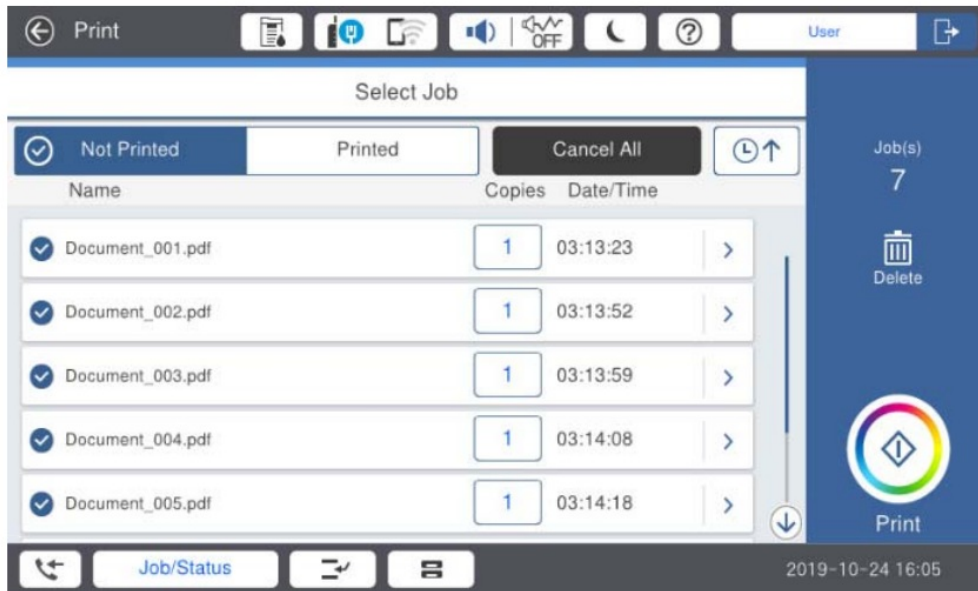 Print
OFF
User
Select Job
Not Printed
Printed
Cancel All
Job(s)
7
Name
Copies
Date/Time
Document_001.pdf
1
03:13:23
Delete
Document_002.pdf
1
03:13:52
Document_003.pdf
1
03:13:59
Document_004.pdf
1
03:14:08
Document_005.pdf
1
03:14:18
Print
Job/Status
2019-10-24 16:05